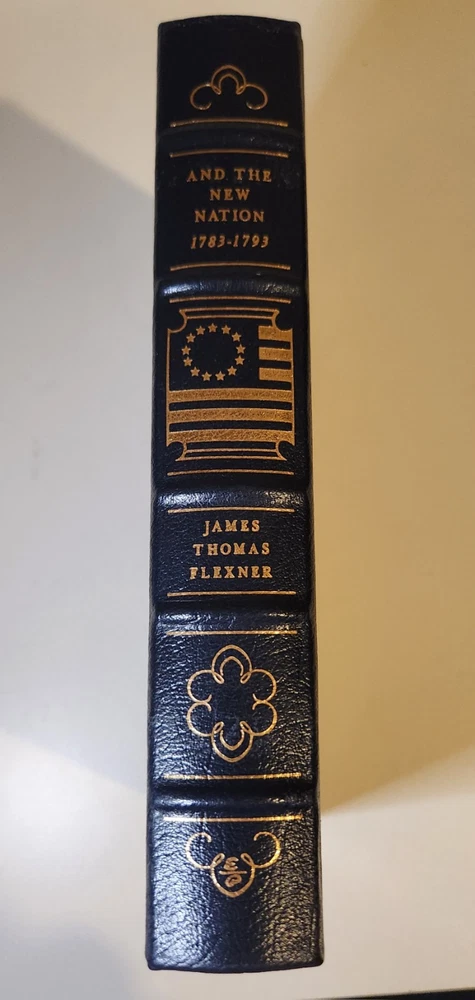 AND THE
NEW
NATION
1783-1793
JAMES
THOMAS
FLEXNER